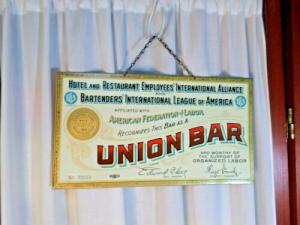 HOTEL AND RESTAURANT EMPLOYEES INTERNATIONAL ALLIANCE
AND
BARTENDERS INTERNATIONAL LEAGUE OF AMERICA
AFFILIATED WITH
AMERICAN FEDERATION OF LABOR
RECOGNIZES THIS BAR AS A
UNION BAR
AND WORTHY OF
THE SUPPORT OF
ORGANIZED LABOR